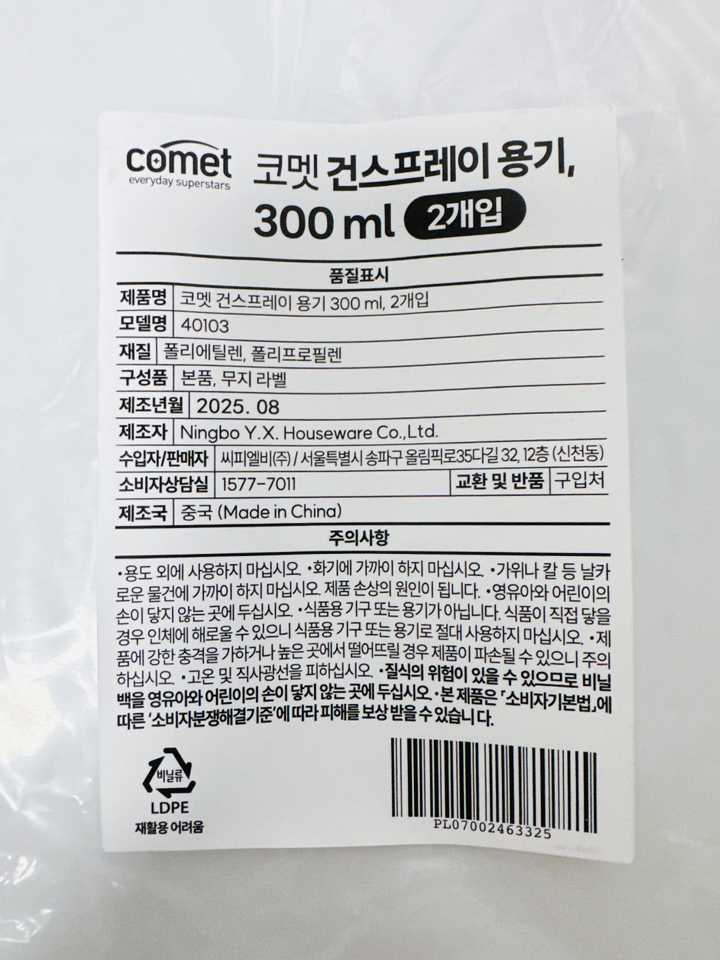 comet
everyday superstars
코멧 건스프레이 용기,
300 ml 2개입
품질표시
제품명 코멧 건스프레이 용기 300 ml, 2개입
모델명 40103
재질 폴리에틸렌, 폴리프로필렌
구성품 본품, 무지 라벨
제조년월 2025. 08
제조자 Ningbo Y.X. Houseware Co.,Ltd.
수입자/판매자 씨피엘비(주) / 서울특별시 송파구 올림픽로35다길 32, 12층 (신천동)
소비자상담실 1577-7011 교환 및 반품 구입처
제조국 중국 (Made in China)
주의사항
•용도 외에 사용하지 마십시오. •화기에 가까이 하지 마십시오. •가위나 칼 등 날카
로운 물건에 가까이 하지 마십시오. 제품 손상의 원인이 됩니다. •영유아와 어린이의
손이 닿지 않는 곳에 두십시오. •식품용 기구 또는 용기가 아닙니다. 식품이 직접 닿을
경우 인체에 해로울 수 있으니 식품용 기구 또는 용기로 절대 사용하지 마십시오. •제
품에 강한 충격을 가하거나 높은 곳에서 떨어뜨릴 경우 제품이 파손될 수 있으니 주의
하십시오. •고온 및 직사광선을 피하십시오. •질식의 위험이 있을 수 있으므로 비닐
백을 영유아와 어린이의 손이 닿지 않는 곳에 두십시오. •본 제품은 「소비자기본법」에
따른 '소비자분쟁해결기준'에 따라 피해를 보상 받을 수 있습니다.
비닐류
LDPE
재활용 어려움
PL07002463325